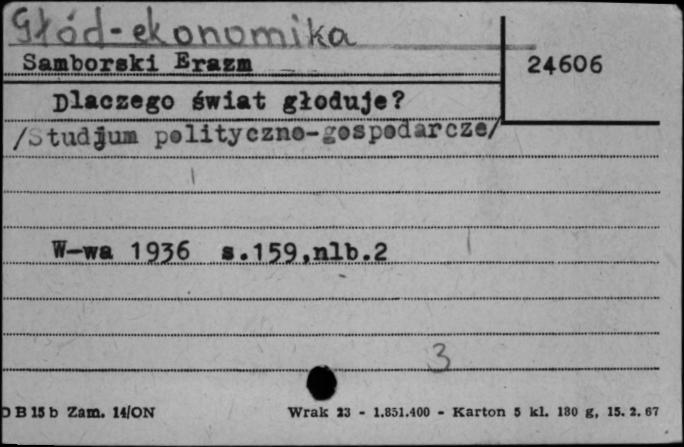 Głód-ekonomika
Samborski Erazm
24606
Dlaczego świat głoduje?
/Studjum polityczno-gospodarcze/
W-wa 1936 s.159,nlb.2
3
B 15 b Zam. 14/ON
Wrak 23 - 1.851.400 - Karton 5 kl. 180 g, 15. 2. 67